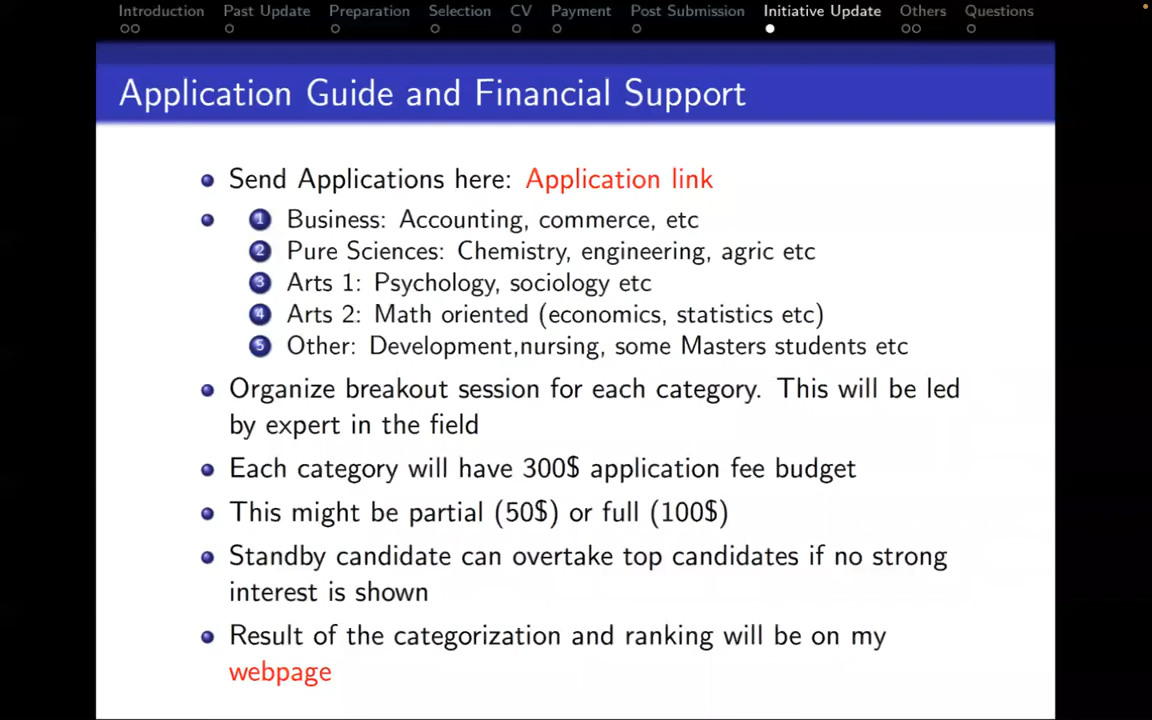 Introduction Past Update Preparation Selection CV Payment Post Submission Initiative Update Others Questions
Application Guide and Financial Support
Send Applications here: Application link
1 Business: Accounting, commerce, etc
2 Pure Sciences: Chemistry, engineering, agric etc
3 Arts 1: Psychology, sociology etc
4 Arts 2: Math oriented (economics, statistics etc)
5 Other: Development,nursing, some Masters students etc
Organize breakout session for each category. This will be led
by expert in the field
Each category will have 300$ application fee budget
This might be partial (50$) or full (100$)
Standby candidate can overtake top candidates if no strong
interest is shown
Result of the categorization and ranking will be on my
webpage